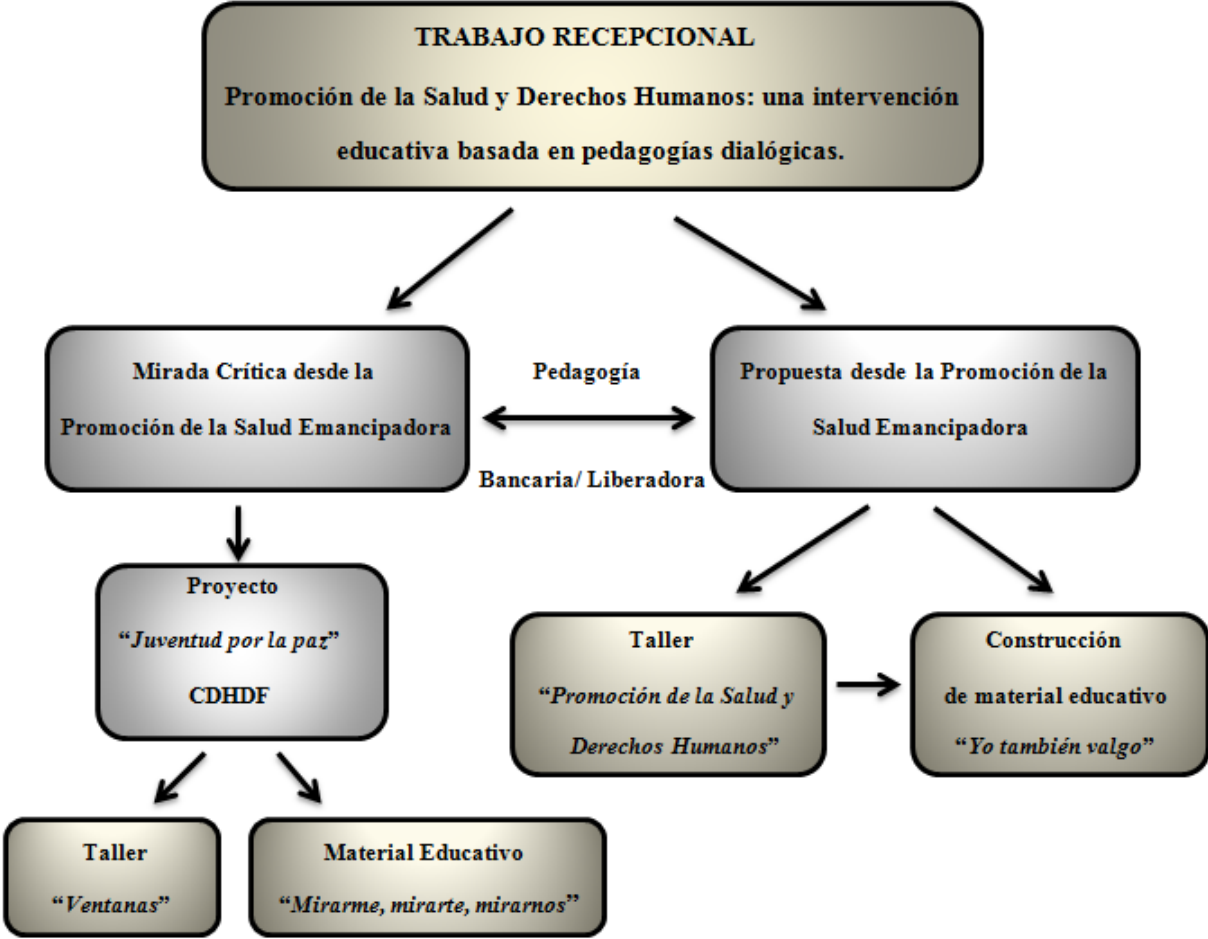 TRABAJO RECEPCIONAL
Promoción de la Salud y Derechos Humanos: una intervención
educativa basada en pedagogías dialógicas.
Mirada Crítica desde la
Promoción de la Salud Emancipadora
Pedagogía
Bancaria/ Liberadora
Propuesta desde la Promoción de la
Salud Emancipadora
Proyecto
“Juventud por la paz”
CDHDF
Taller
“Promoción de la Salud y
Derechos Humanos”
Construcción
de material educativo
“Yo también valgo”
Taller
“Ventanas”
Material Educativo
“Mirarme, mirarte, mirarnos”